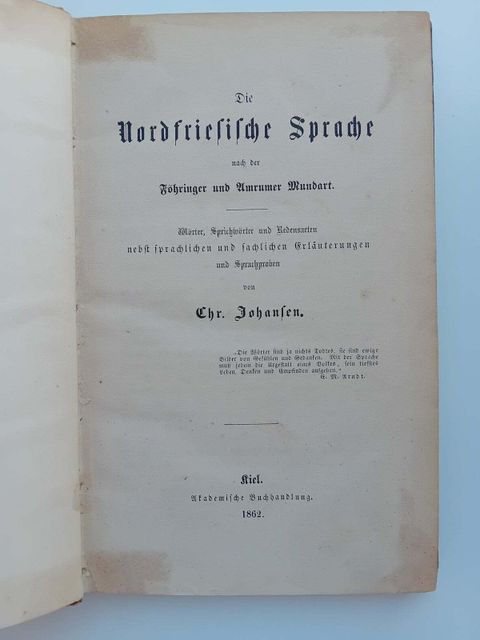 Die
Nordfriesische Sprache
nach der
Föhringer und Amrumer Mundart.
Wörter, Sprichwörter und Redensarten
nebst sprachlichen und sachlichen Erläuterungen
und Sprachproben
von
Chr. Johansen.
„Die Wörter sind ja nichts Todtes, sie sind ewige
Bilder von Gefühlen und Gedanken. Mit der Sprache
muß jedem die Urgestalt eines Volkes, sein tiefstes
Leben, Denken und Empfinden aufgehen.“
E. M. Arndt.
Kiel.
Akademische Buchhandlung.
1862.